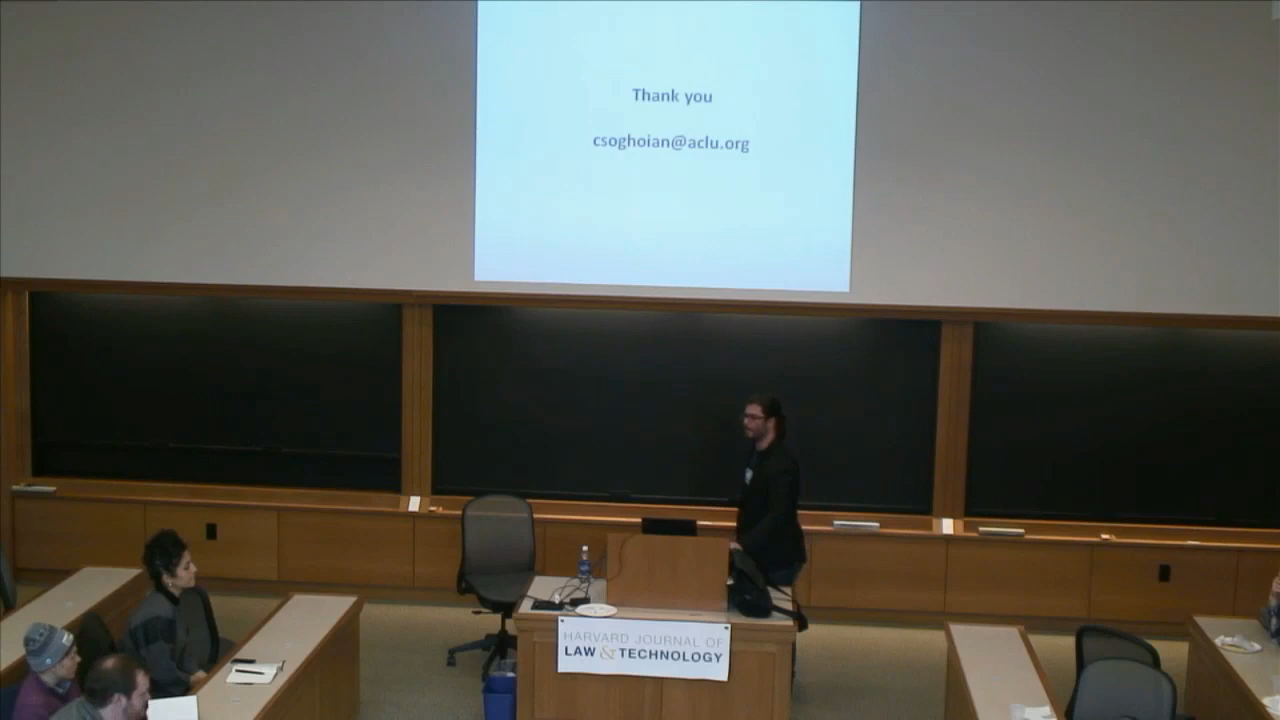 Thank you
csoghoian@aclu.org
HARVARD JOURNAL OF
LAW & TECHNOLOGY